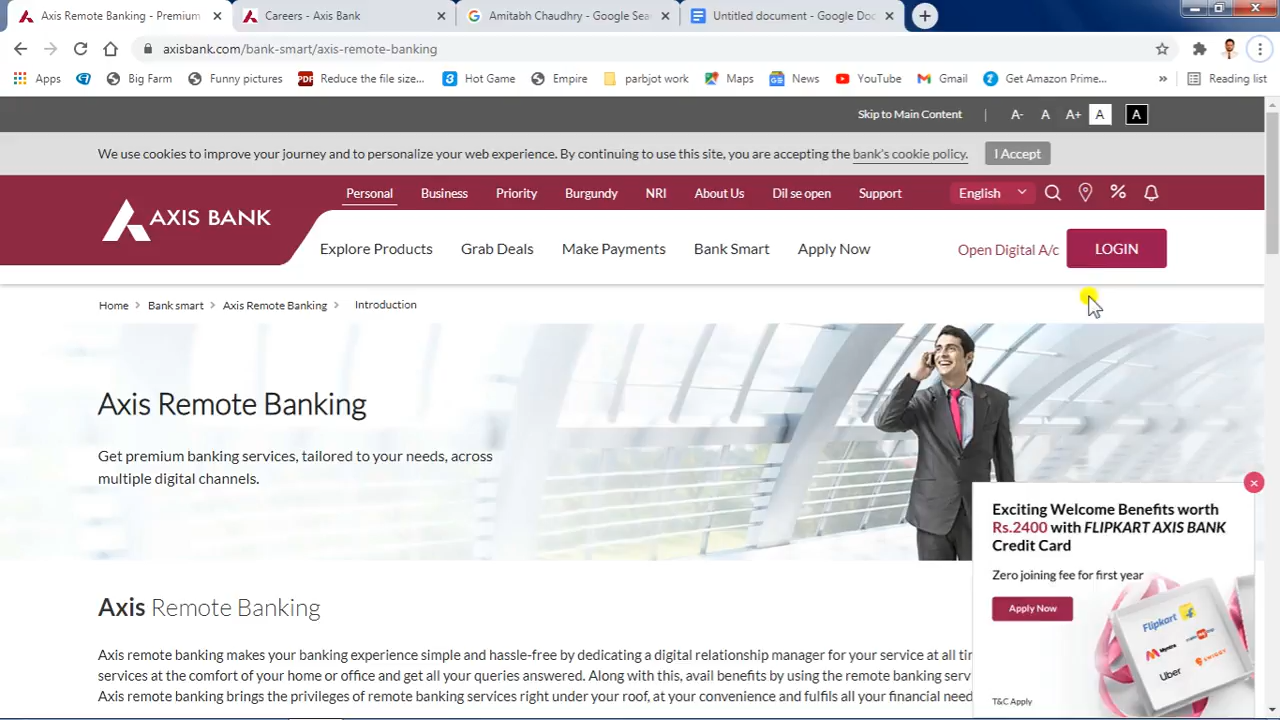 Axis Remote Banking - Premium
Careers - Axis Bank
Amitabh Chaudhry - Google Sea
Untitled document - Google Doc
axisbank.com/bank-smart/axis-remote-banking
Apps
Big Farm
Funny pictures
PDF
Reduce the file size...
3
Hot Game
Empire
parbjot work
Maps
News
YouTube
Gmail
Get Amazon Prime...
»
Reading list
Skip to Main Content | A- A A+ A A
We use cookies to improve your journey and to personalize your web experience. By continuing to use this site, you are accepting the bank's cookie policy. I Accept
Personal Business Priority Burgundy NRI About Us Dil se open Support English %
AXIS BANK
Explore Products Grab Deals Make Payments Bank Smart Apply Now Open Digital A/c LOGIN
Home > Bank smart > Axis Remote Banking > Introduction
Axis Remote Banking
Get premium banking services, tailored to your needs, across
multiple digital channels.
Exciting Welcome Benefits worth
Rs.2400 with FLIPKART AXIS BANK
Credit Card
Zero joining fee for first year
Apply Now
Flipkart
Myntra
SWIGGY
Uber
T&C Apply
Axis Remote Banking
Axis remote banking makes your banking experience simple and hassle-free by dedicating a digital relationship manager for your service at all tim
services at the comfort of your home or office and get all your queries answered. Along with this, avail benefits by using the remote banking serv
Axis remote banking brings the privileges of remote banking services right under your roof, at your convenience and fulfils all your financial need